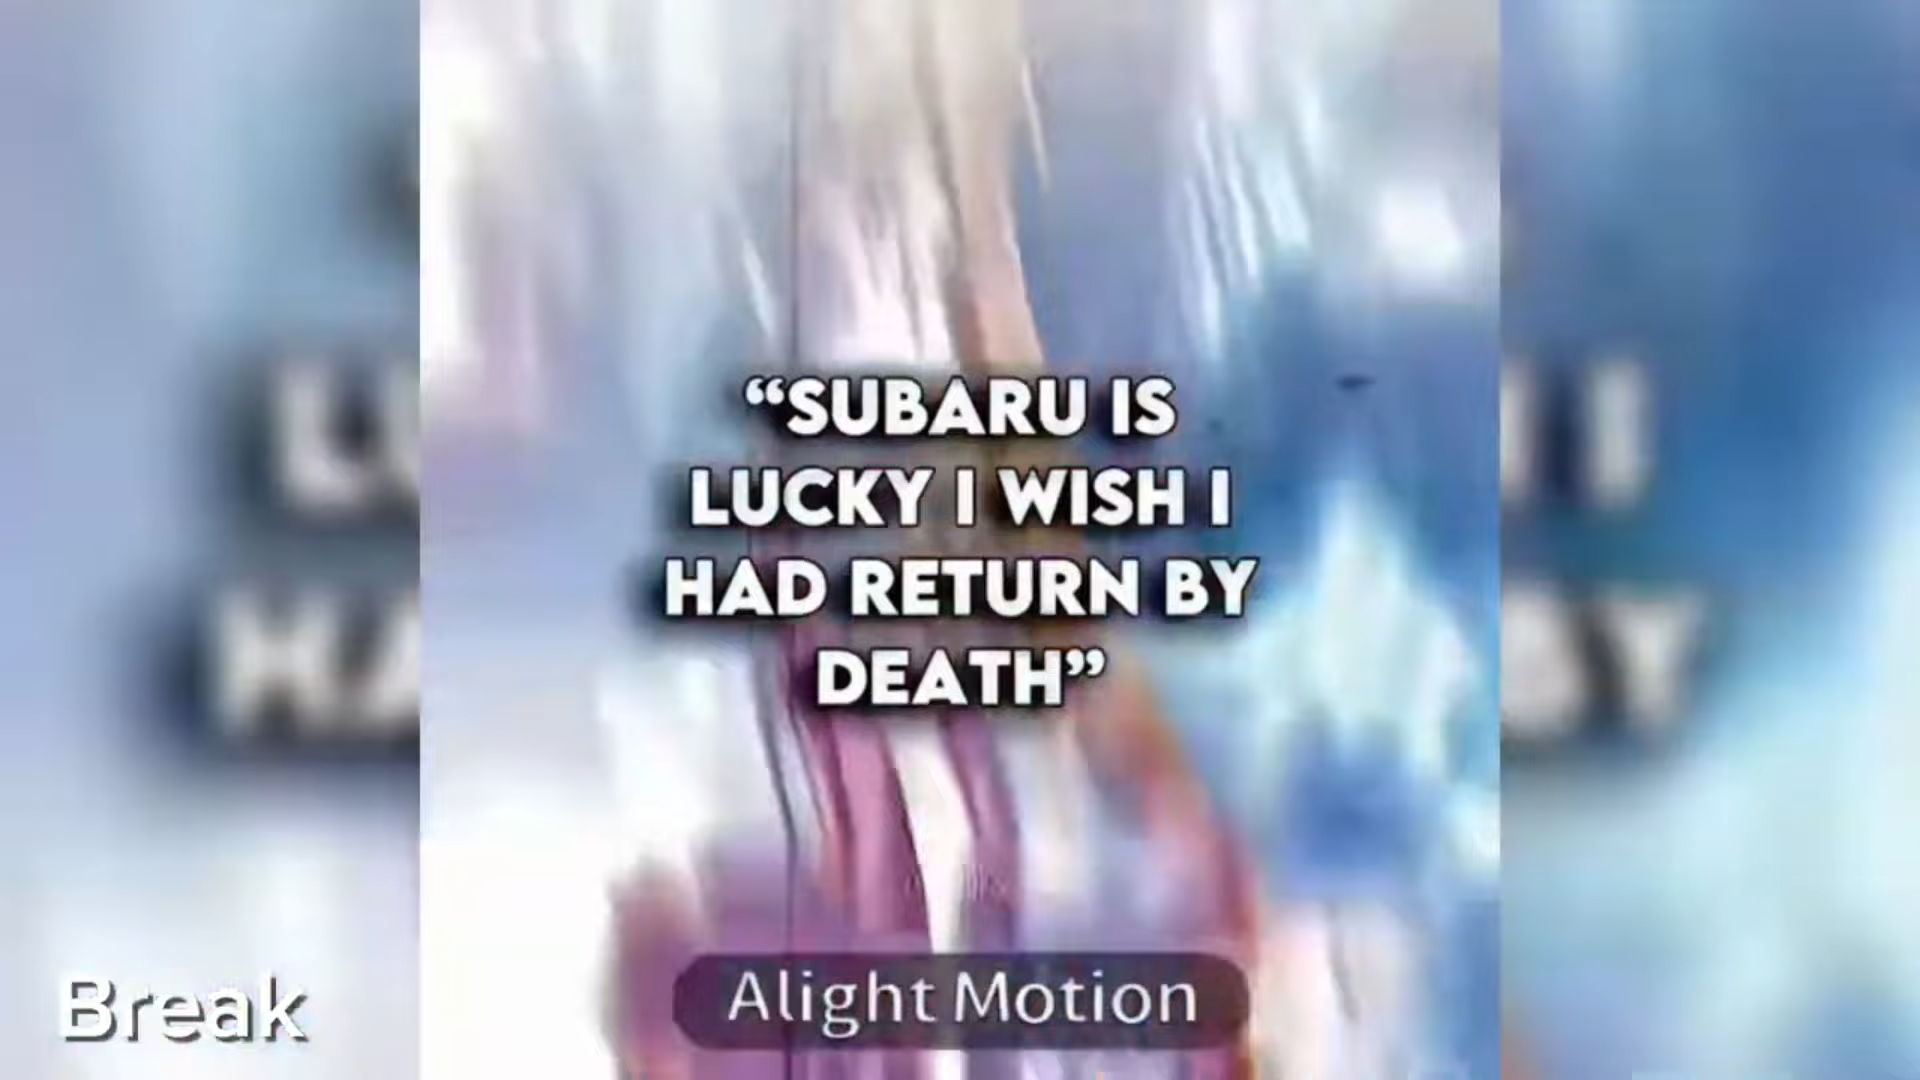 “SUBARU IS
LUCKY I WISH I
HAD RETURN BY
DEATH”
Alight Motion
Break